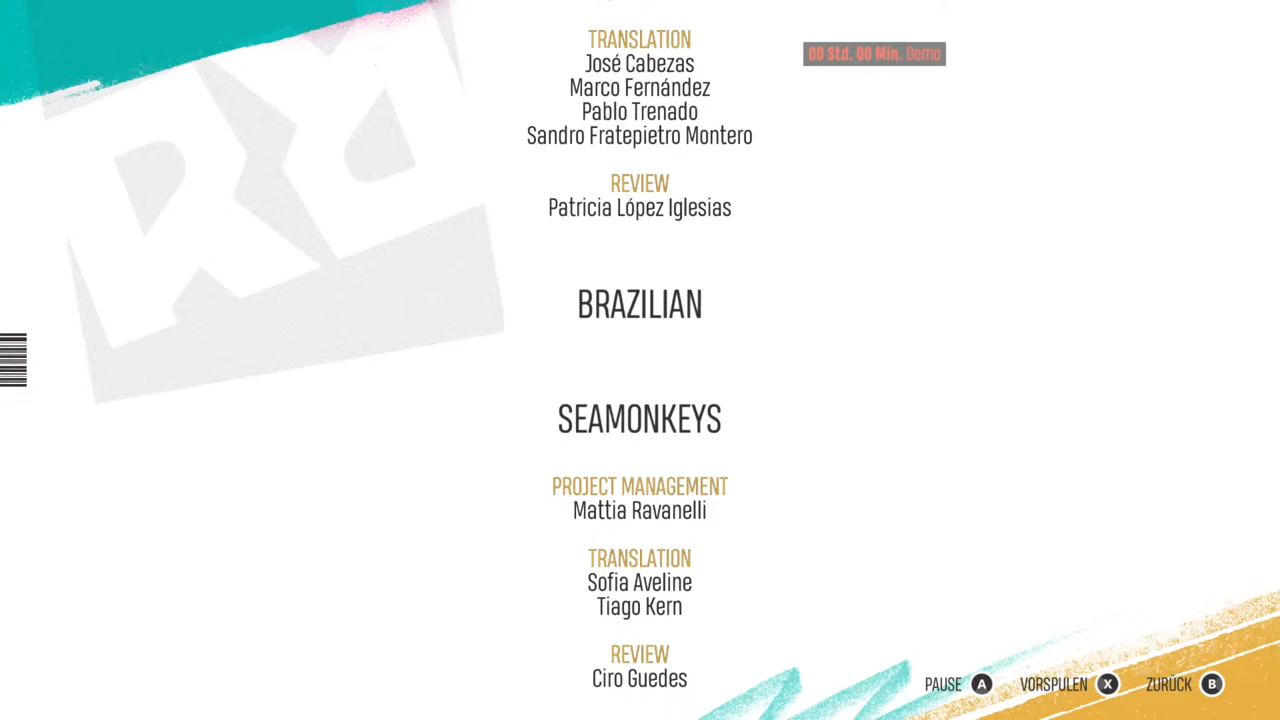 TRANSLATION
José Cabezas
Marco Fernández
Pablo Trenado
Sandro Fratepietro Montero
00 Std. 00 Min. Demo
REVIEW
Patricia López Iglesias
BRAZILIAN
SEAMONKEYS
PROJECT MANAGEMENT
Mattia Ravanelli
TRANSLATION
Sofia Aveline
Tiago Kern
REVIEW
Ciro Guedes
PAUSE A VORSPULEN X ZURÜCK B